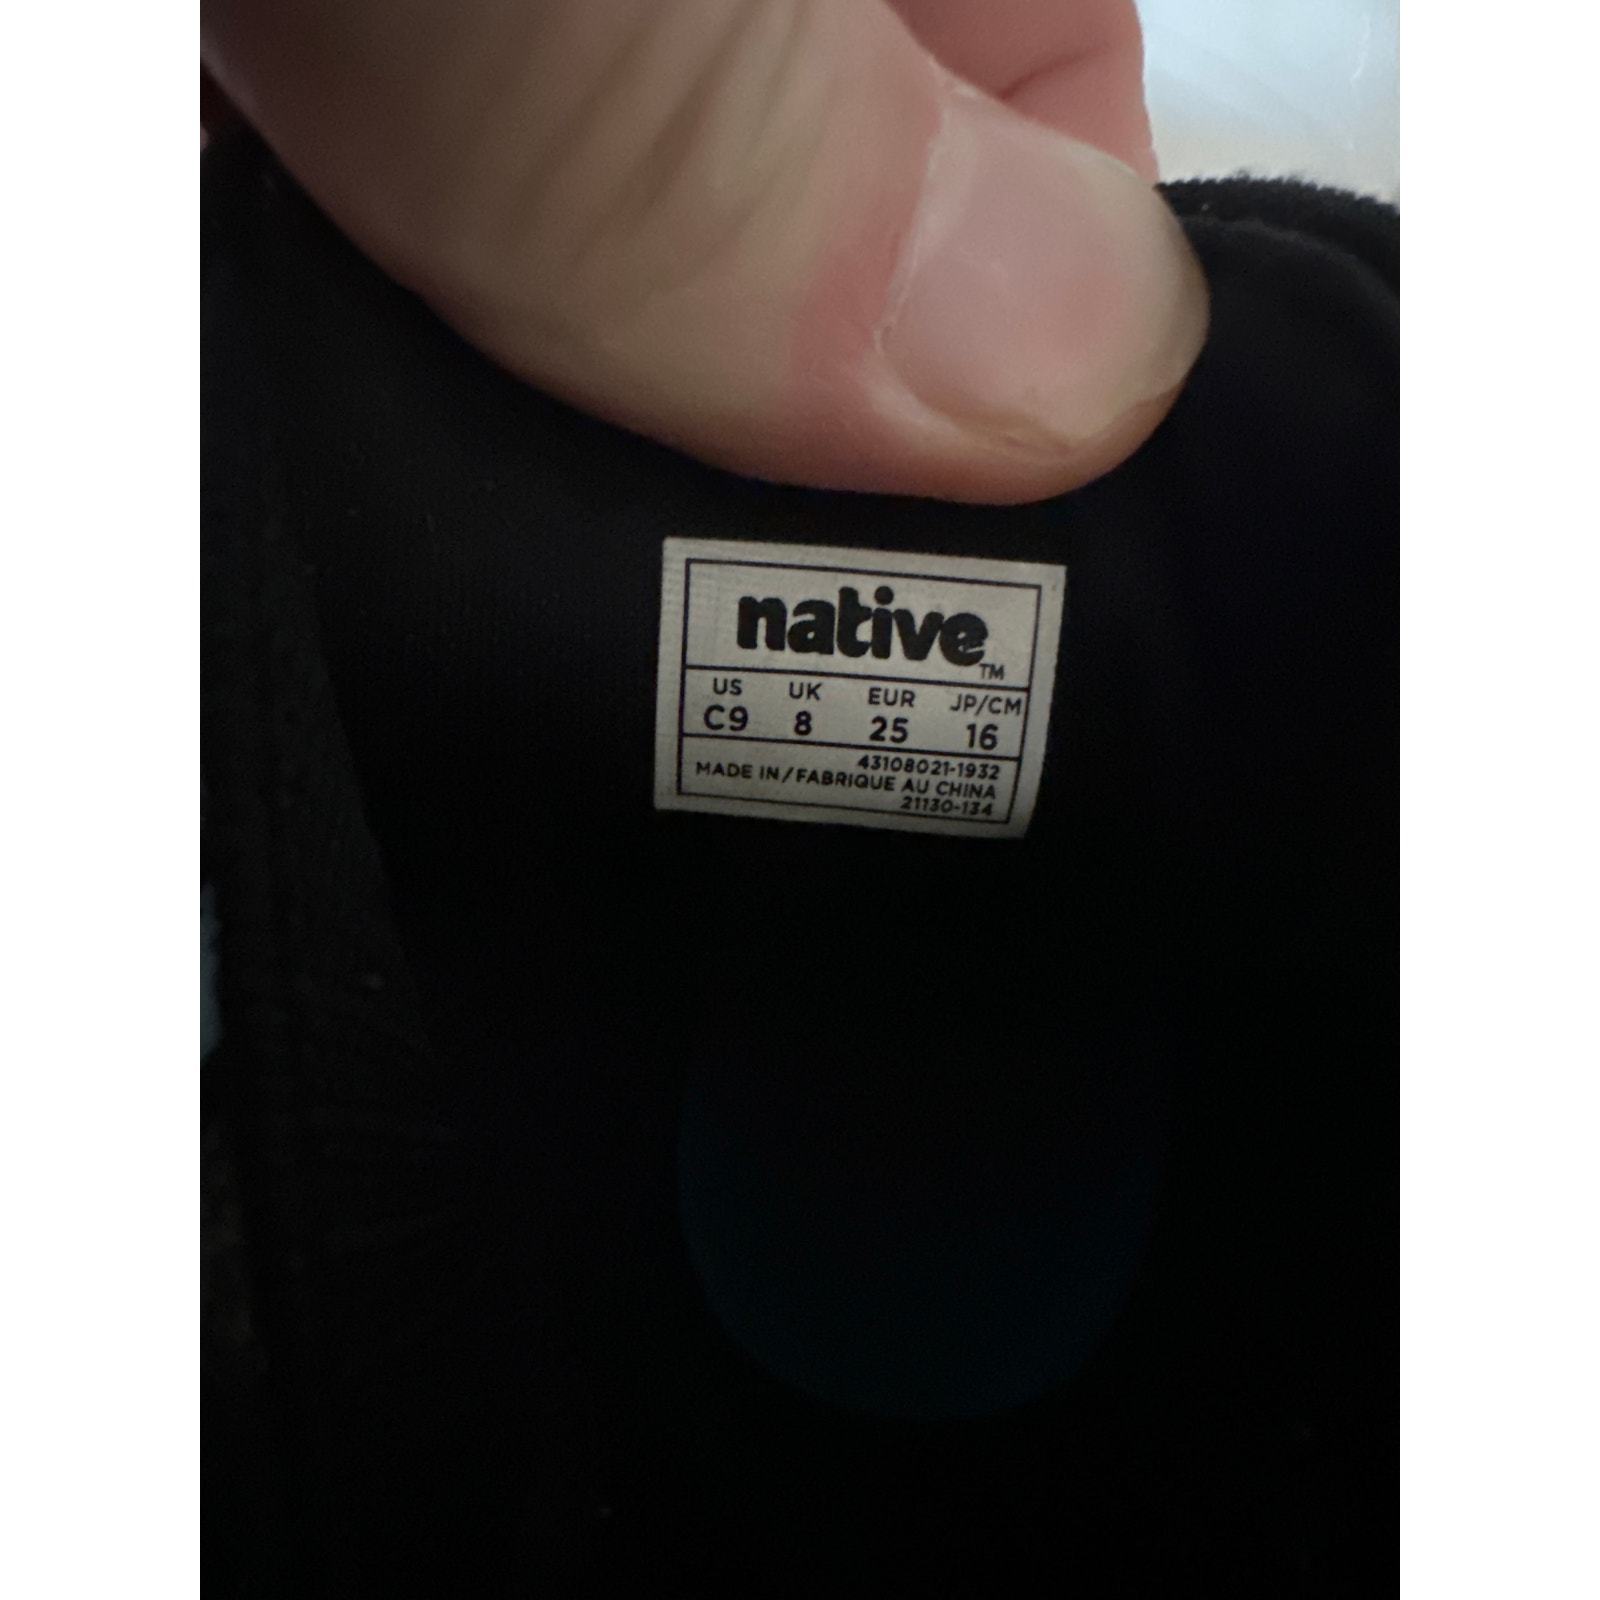 native™
US UK EUR JP/CM
C9 8 25 16
43108021-1932
MADE IN/FABRIQUE AU CHINA
21130-134